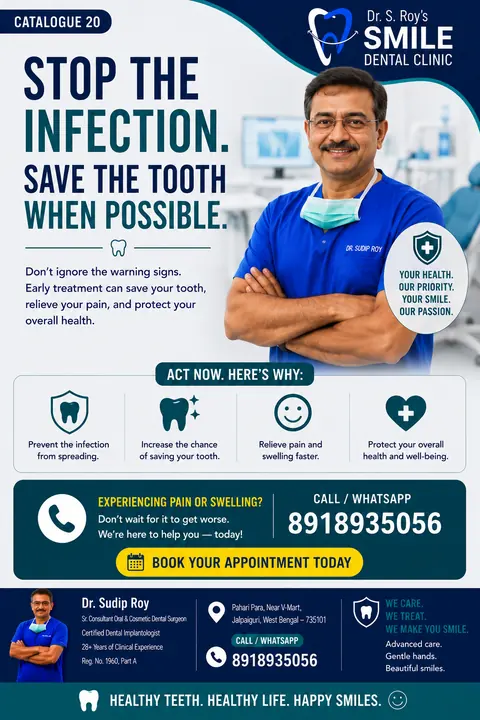 CATALOGUE 20
Dr. S. Roy's
SMILE
DENTAL CLINIC
STOP THE
INFECTION.
SAVE THE TOOTH
WHEN POSSIBLE.
Don't ignore the warning signs.
Early treatment can save your tooth,
relieve your pain, and protect your
overall health.
DR. SUDIP ROY
YOUR HEALTH.
OUR PRIORITY.
YOUR SMILE.
OUR PASSION.
ACT NOW. HERE'S WHY:
Prevent the infection
from spreading.
Increase the chance
of saving your tooth.
Relieve pain and
swelling faster.
Protect your overall
health and well-being.
EXPERIENCING PAIN OR SWELLING?
Don't wait for it to get worse.
We're here to help you — today!
CALL / WHATSAPP
8918935056
BOOK YOUR APPOINTMENT TODAY
Dr. Sudip Roy
Sr. Consultant Oral & Cosmetic Dental Surgeon
Certified Dental Implantologist
28+ Years of Clinical Experience
Reg. No. 1960, Part A
Pahari Para, Near V-Mart,
Jalpaiguri, West Bengal – 735101
CALL / WHATSAPP
8918935056
WE CARE.
WE TREAT.
WE MAKE YOU SMILE.
Advanced care.
Gentle hands.
Beautiful smiles.
HEALTHY TEETH. HEALTHY LIFE. HAPPY SMILES.